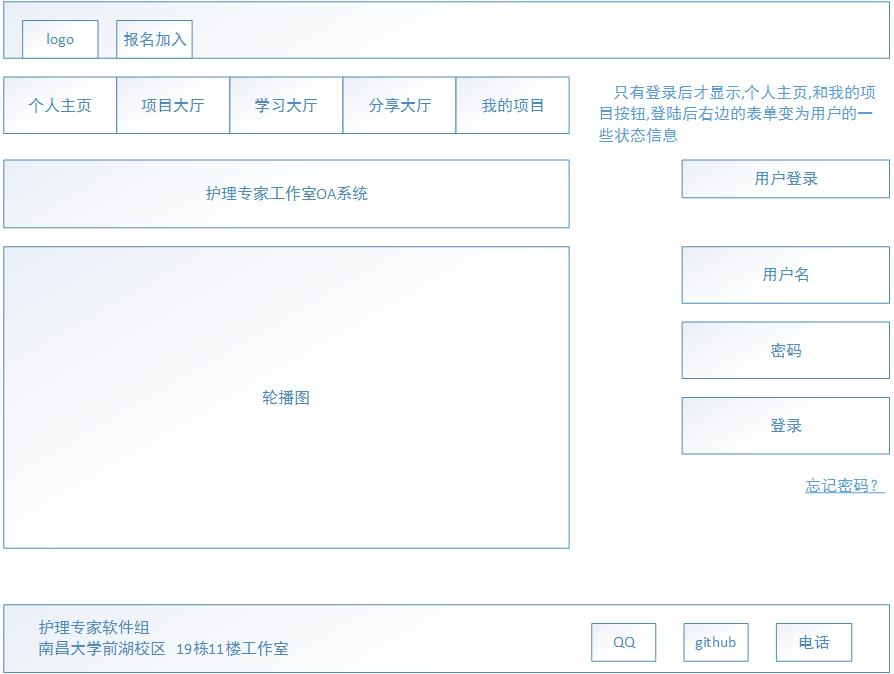 logo
报名加入
个人主页
项目大厅
学习大厅
分享大厅
我的项目
只有登录后才显示,个人主页,和我的项
目按钮,登陆后右边的表单变为用户的一
些状态信息
护理专家工作室OA系统
用户登录
轮播图
用户名
密码
登录
忘记密码？
护理专家软件组
南昌大学前湖校区 19栋11楼工作室
QQ
github
电话